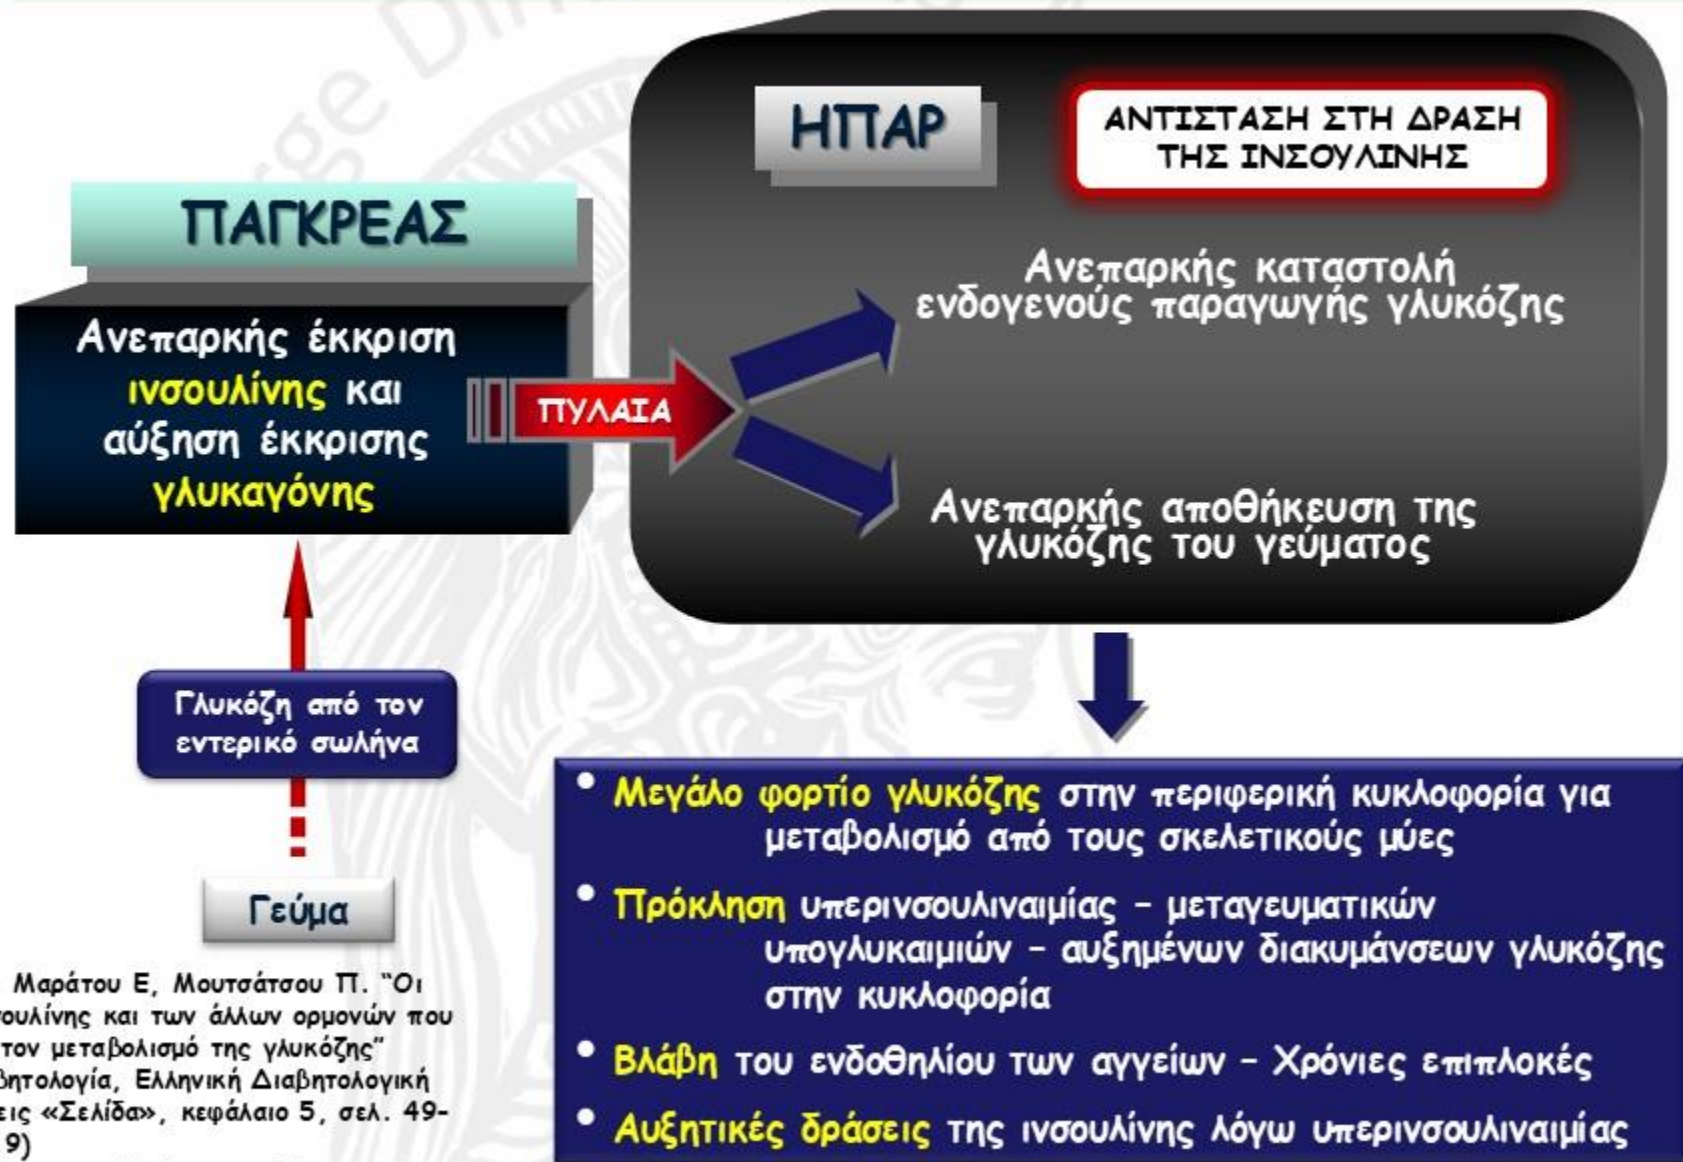 ΗΠΑΡ
ΑΝΤΙΣΤΑΣΗ ΣΤΗ ΔΡΑΣΗ
ΤΗΣ ΙΝΣΟΥΛΙΝΗΣ
ΠΑΓΚΡΕΑΣ
Ανεπαρκής έκκριση
ινσουλίνης και
αύξηση έκκρισης
γλυκαγόνης
ΠΥΛΑΙΑ
Ανεπαρκής καταστολή
ενδογενούς παραγωγής γλυκόζης
Ανεπαρκής αποθήκευση της
γλυκόζης του γεύματος
Γλυκόζη από τον
εντερικό σωλήνα
Γεύμα
Μαράτου Ε, Μουτσάτσου Π. “Οι
σουλίνης και των άλλων ορμονών που
τον μεταβολισμό της γλυκόζης”
βητολογία, Ελληνική Διαβητολογική
εις «Σελίδα», κεφάλαιο 5, σελ. 49-
9)
• Μεγάλο φορτίο γλυκόζης στην περιφερική κυκλοφορία για
μεταβολισμό από τους σκελετικούς μύες
• Πρόκληση υπερινσουλιναιμίας – μεταγευματικών
υπογλυκαιμιών – αυξημένων διακυμάνσεων γλυκόζης
στην κυκλοφορία
• Βλάβη του ενδοθηλίου των αγγείων – Χρόνιες επιπλοκές
• Αυξητικές δράσεις της ινσουλίνης λόγω υπερινσουλιναιμίας